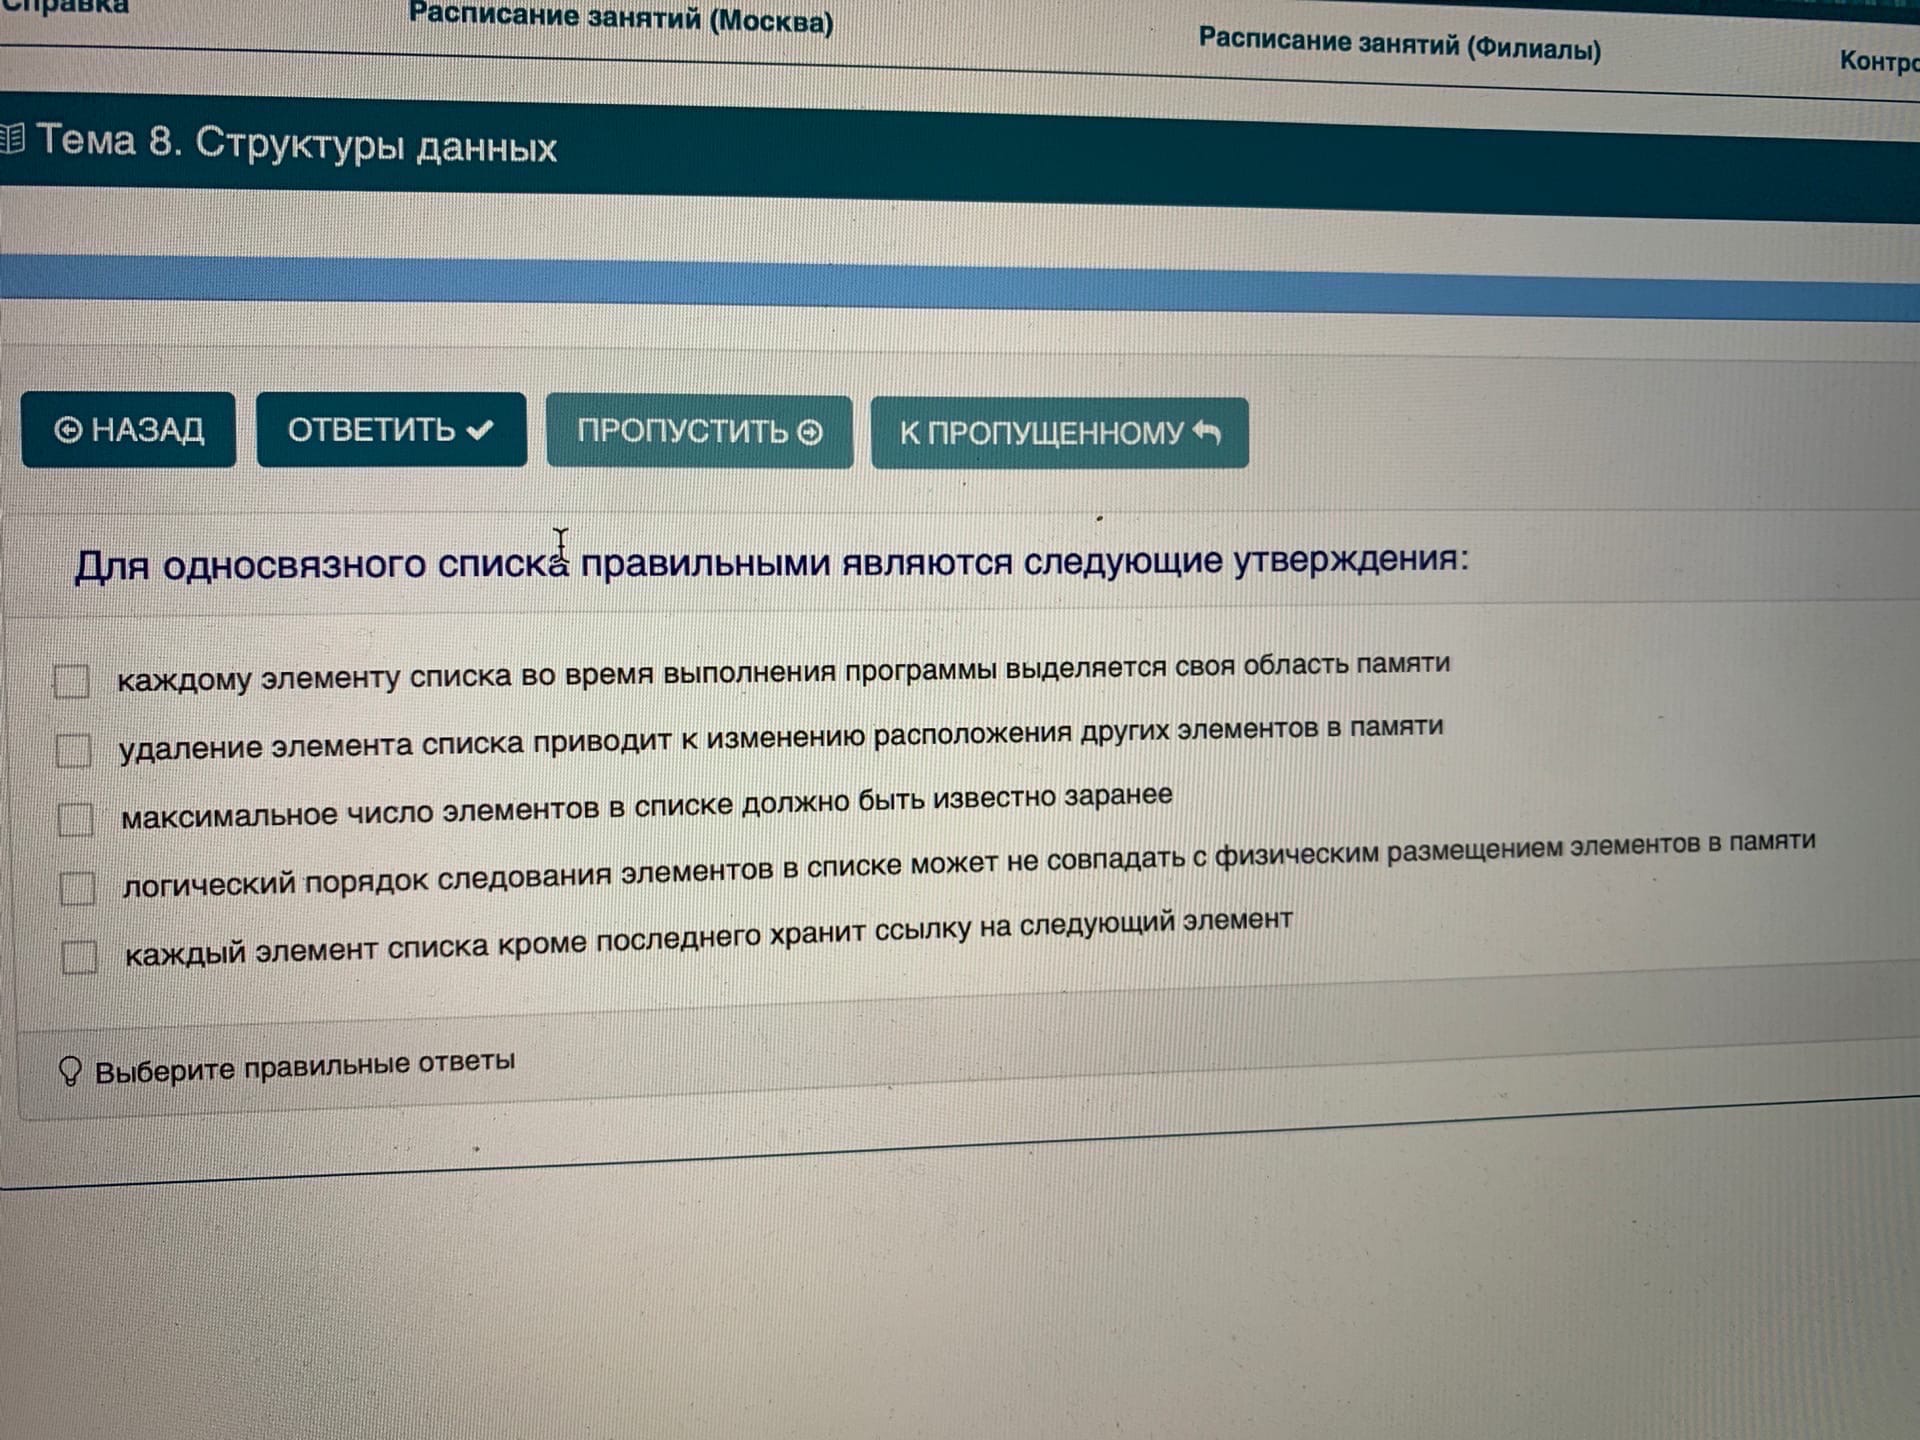 Справка
Расписание занятий (Москва)
Расписание занятий (Филиалы)
Контро
Тема 8. Структуры данных
НАЗАД
ОТВЕТИТЬ
ПРОПУСТИТЬ
К ПРОПУЩЕННОМУ
Для односвязного списка правильными являются следующие утверждения:
каждому элементу списка во время выполнения программы выделяется своя область памяти
удаление элемента списка приводит к изменению расположения других элементов в памяти
максимальное число элементов в списке должно быть известно заранее
логический порядок следования элементов в списке может не совпадать с физическим размещением элементов в памяти
каждый элемент списка кроме последнего хранит ссылку на следующий элемент
Выберите правильные ответы